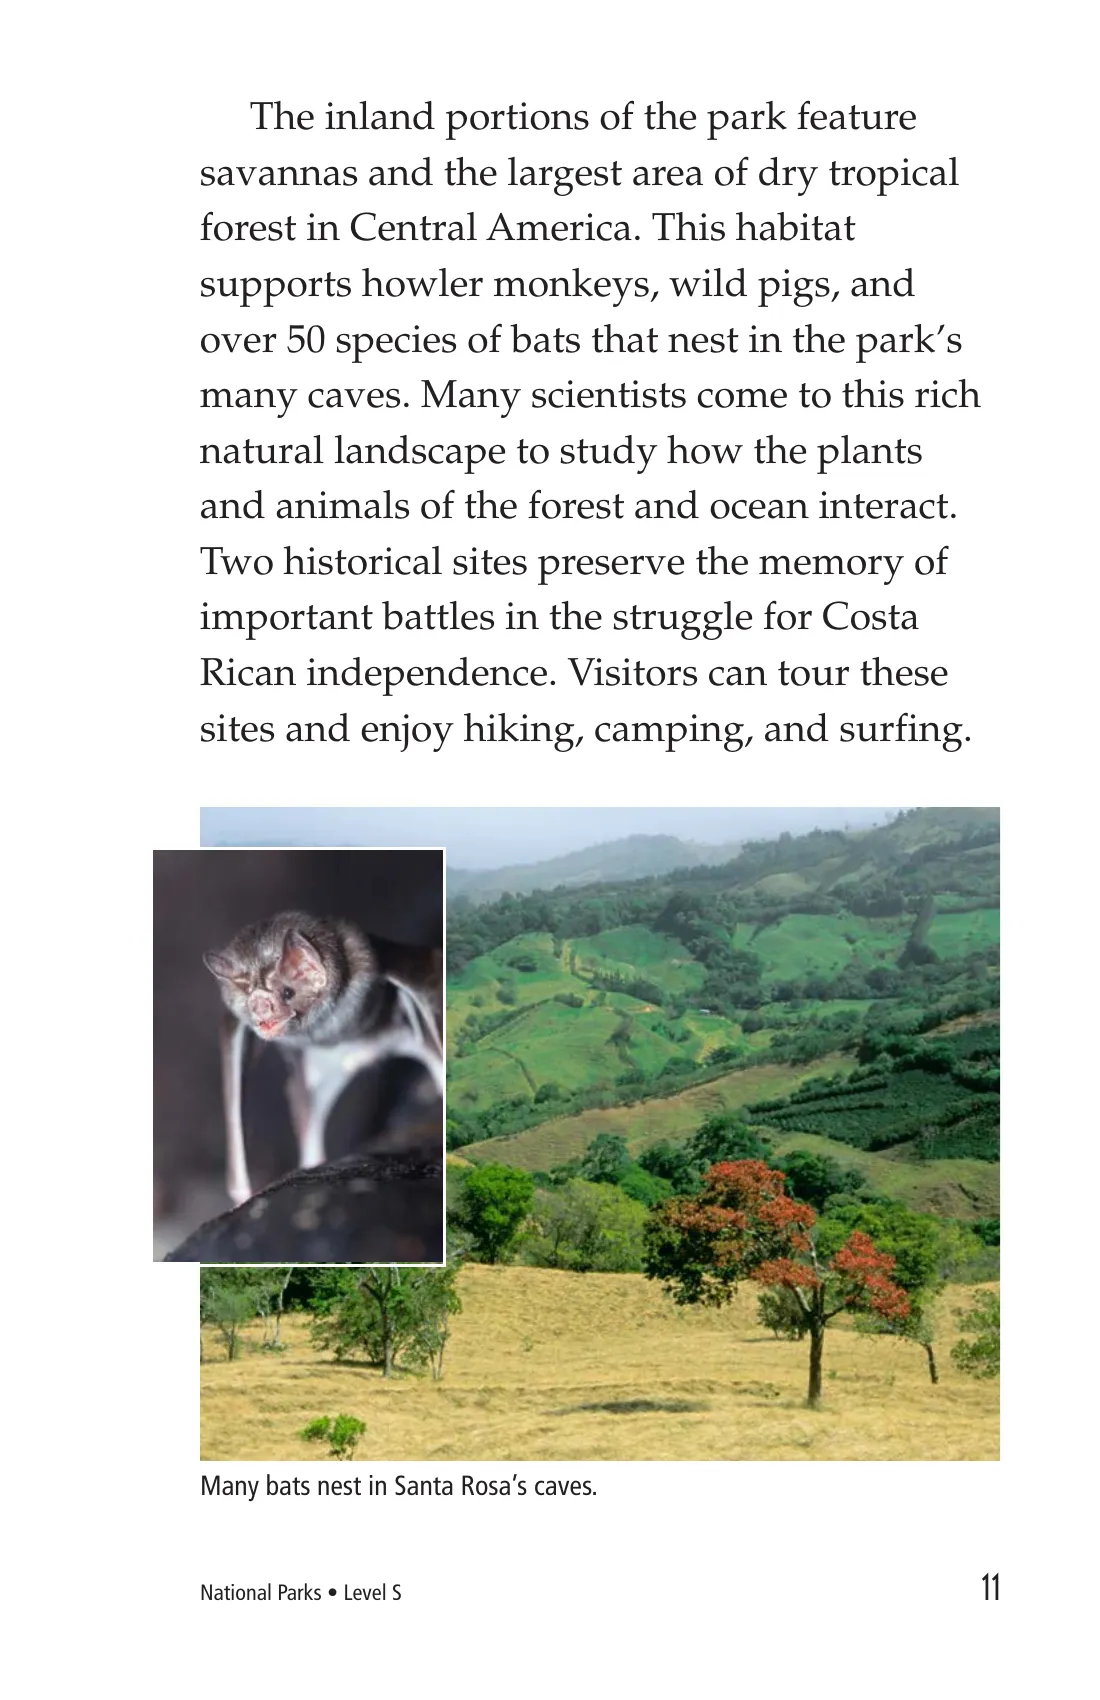 The inland portions of the park feature
savannas and the largest area of dry tropical
forest in Central America. This habitat
supports howler monkeys, wild pigs, and
over 50 species of bats that nest in the park’s
many caves. Many scientists come to this rich
natural landscape to study how the plants
and animals of the forest and ocean interact.
Two historical sites preserve the memory of
important battles in the struggle for Costa
Rican independence. Visitors can tour these
sites and enjoy hiking, camping, and surfing.
Many bats nest in Santa Rosa’s caves.
National Parks • Level S
11